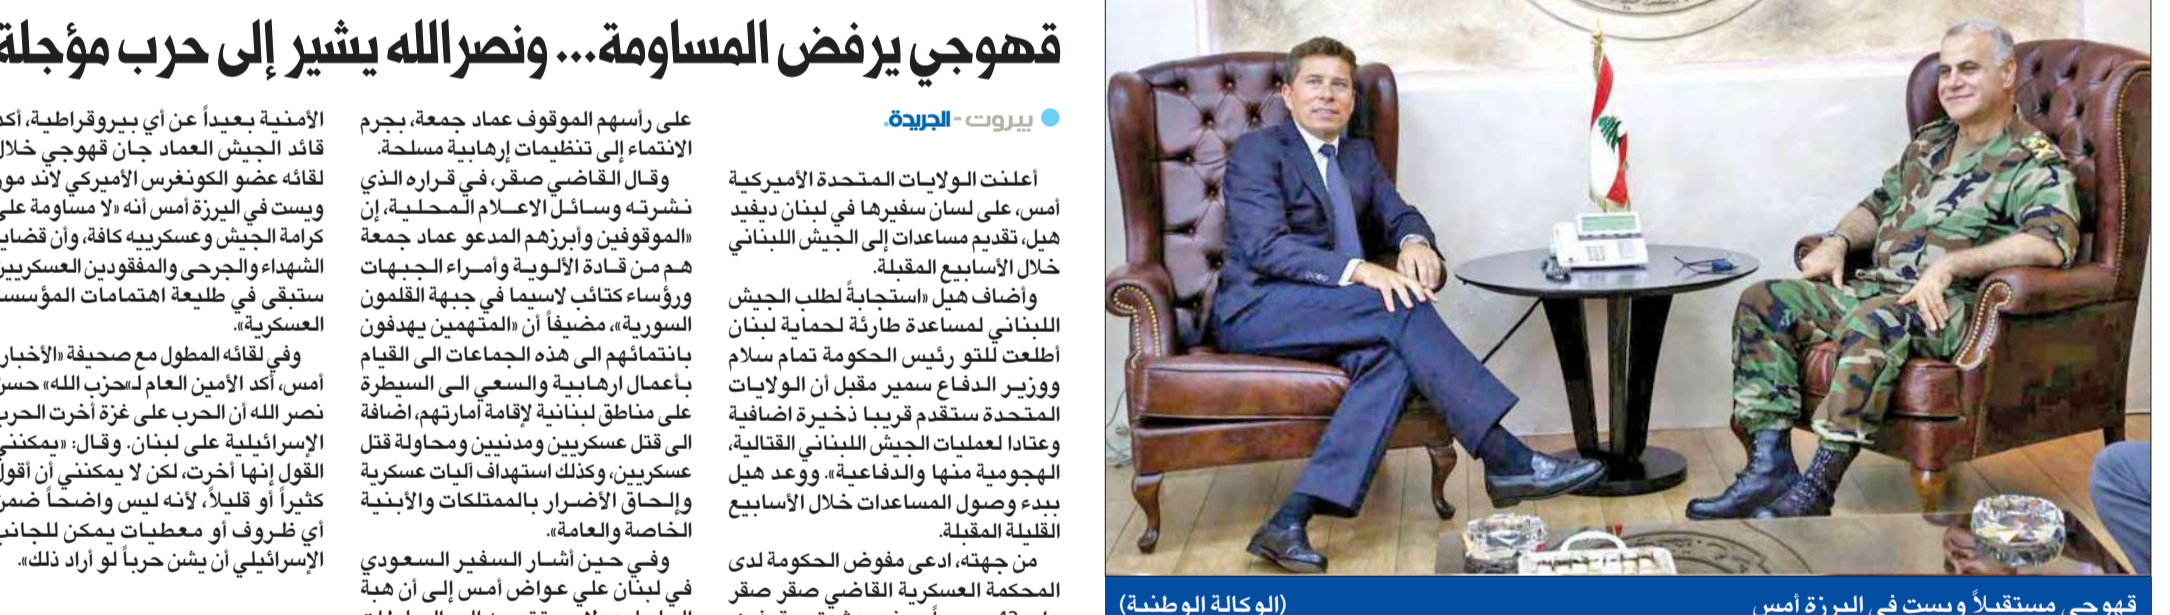 قهوجي يرفض المساومة... ونصرالله يشير إلى حرب مؤجلة
بيروت - الجريدة.
أعلنت الولايات المتحدة الأميركية
أمس، على لسان سفيرها في لبنان ديفيد
هيل، تقديم مساعدات إلى الجيش اللبناني
خلال الأسابيع المقبلة.
وأضاف هيل «استجابةً لطلب الجيش
اللبناني لمساعدة طارئة لحماية لبنان
أطلعت للتو رئيس الحكومة تمام سلام
ووزير الدفاع سمير مقبل أن الولايات
المتحدة ستقدم قريبا ذخيرة اضافية
وعتادا لعمليات الجيش اللبناني القتالية،
الهجومية منها والدفاعية». ووعد هيل
ببدء وصول المساعدات خلال الأسابيع
القليلة المقبلة.
من جهته، ادعى مفوض الحكومة لدى
المحكمة العسكرية القاضي صقر صقر
على رأسهم الموقوف عماد جمعة، بجرم
الانتماء إلى تنظيمات إرهابية مسلحة.
وقال القاضي صقر، في قراره الذي
نشرته وسائل الاعلام المحلية، إن
«الموقوفين وأبرزهم المدعو عماد جمعة
هم من قادة الألوية وأمراء الجبهات
ورؤساء كتائب لاسيما في جبهة القلمون
السورية»، مضيفاً أن «المتهمين يهدفون
بانتمائهم الى هذه الجماعات الى القيام
بأعمال ارهابية والسعي الى السيطرة
على مناطق لبنانية لإقامة امارتهم، اضافة
الى قتل عسكريين ومدنيين ومحاولة قتل
عسكريين، وكذلك استهداف آليات عسكرية
وإلحاق الأضرار بالممتلكات والأبنية
الخاصة والعامة».
وفي حين أشار السفير السعودي
في لبنان علي عواض أمس إلى أن هبة
الأمنية بعيداً عن أي بيروقراطية، أكد
قائد الجيش العماد جان قهوجي خلال
لقائه عضو الكونغرس الأميركي لاند مور
ويست في اليرزة أمس أنه «لا مساومة على
كرامة الجيش وعسكرييه كافة، وأن قضايا
الشهداء والجرحى والمفقودين العسكريين
ستبقى في طليعة اهتمامات المؤسسة
العسكرية».
وفي لقائه المطول مع صحيفة «الأخبار»
أمس، أكد الأمين العام لـ«حزب الله» حسن
نصر الله أن الحرب على غزة أخرت الحرب
الإسرائيلية على لبنان. وقال: «يمكنني
القول إنها أخرت، لكن لا يمكنني أن أقول
كثيراً أو قليلاً، لأنه ليس واضحاً ضمن
أي ظروف أو معطيات يمكن للجانب
الإسرائيلي أن يشن حرباً لو أراد ذلك».
قهوجي مستقبلاً ويست في اليرزة أمس (الوكالة الوطنية)